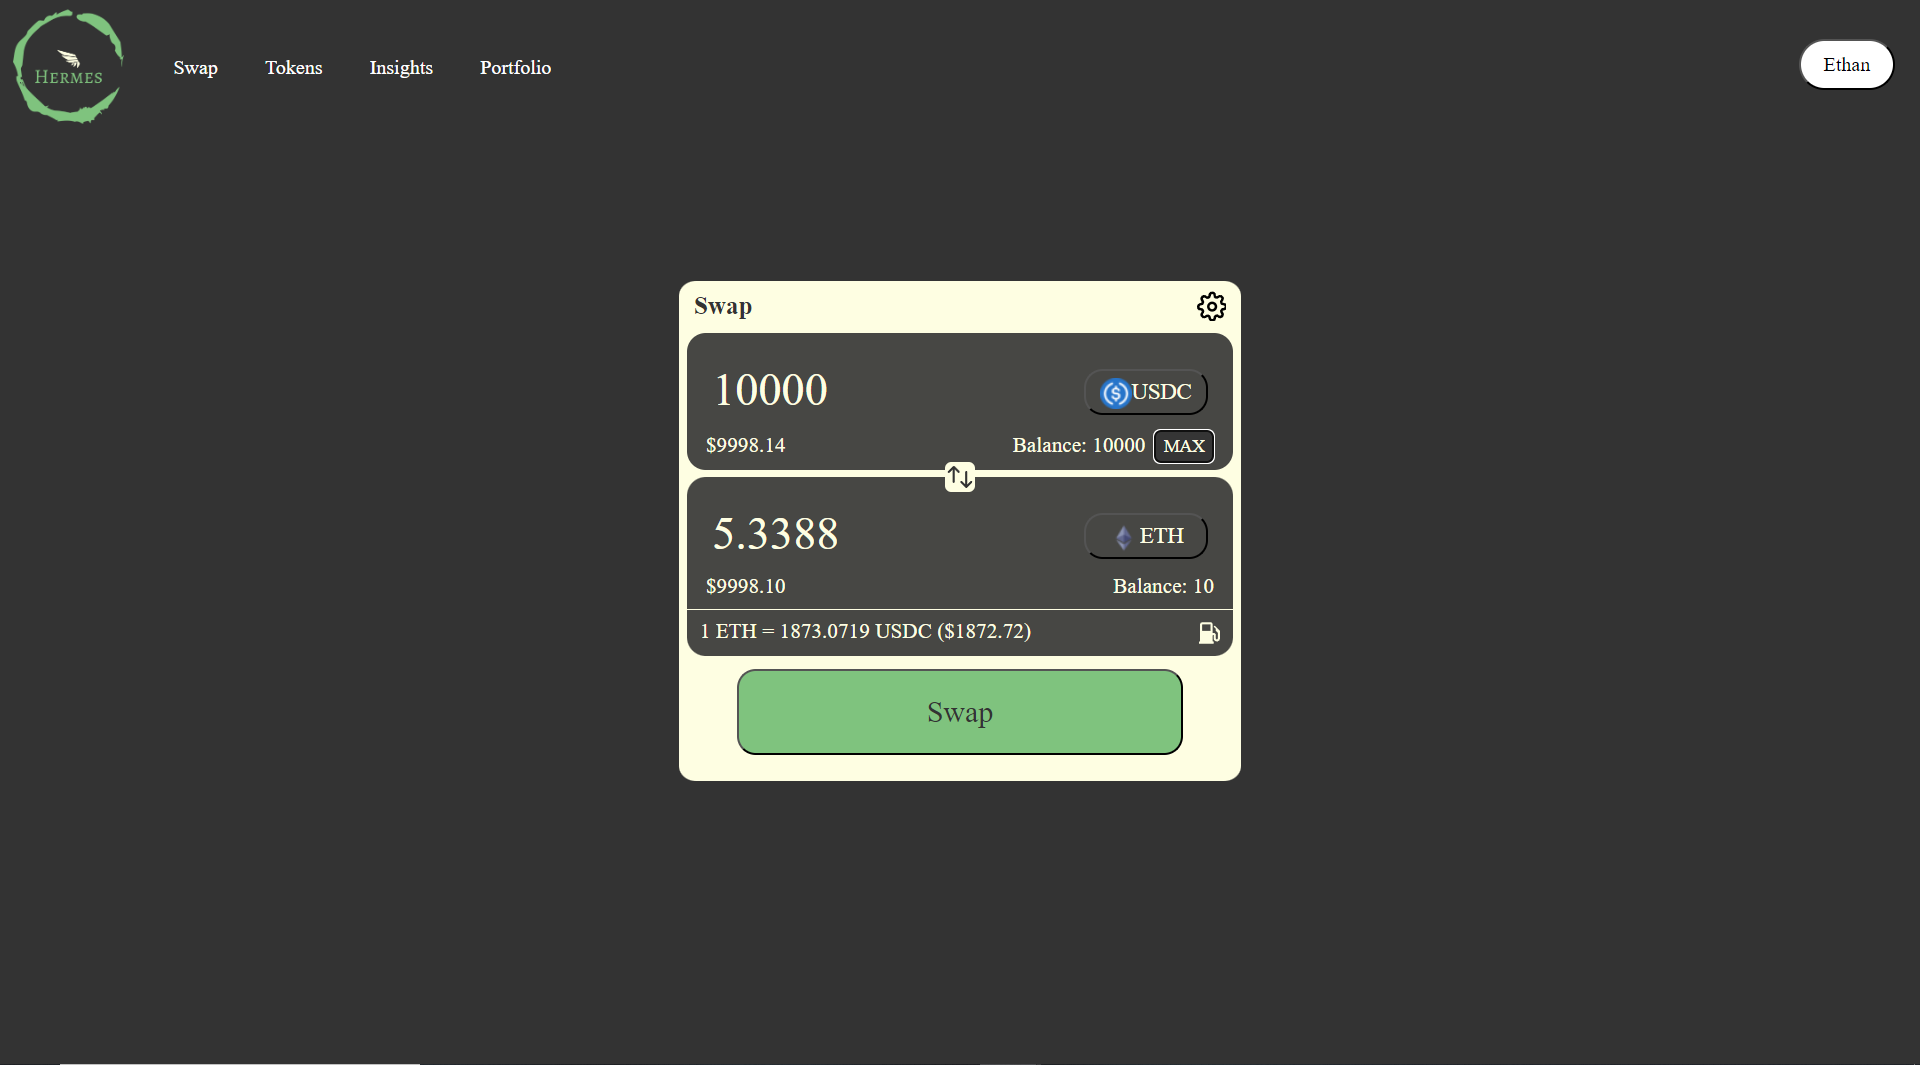 HERMES
Swap
Tokens
Insights
Portfolio
Ethan
Swap
10000
USDC
$9998.14
Balance: 10000
MAX
5.3388
ETH
$9998.10
Balance: 10
1 ETH = 1873.0719 USDC ($1872.72)
Swap